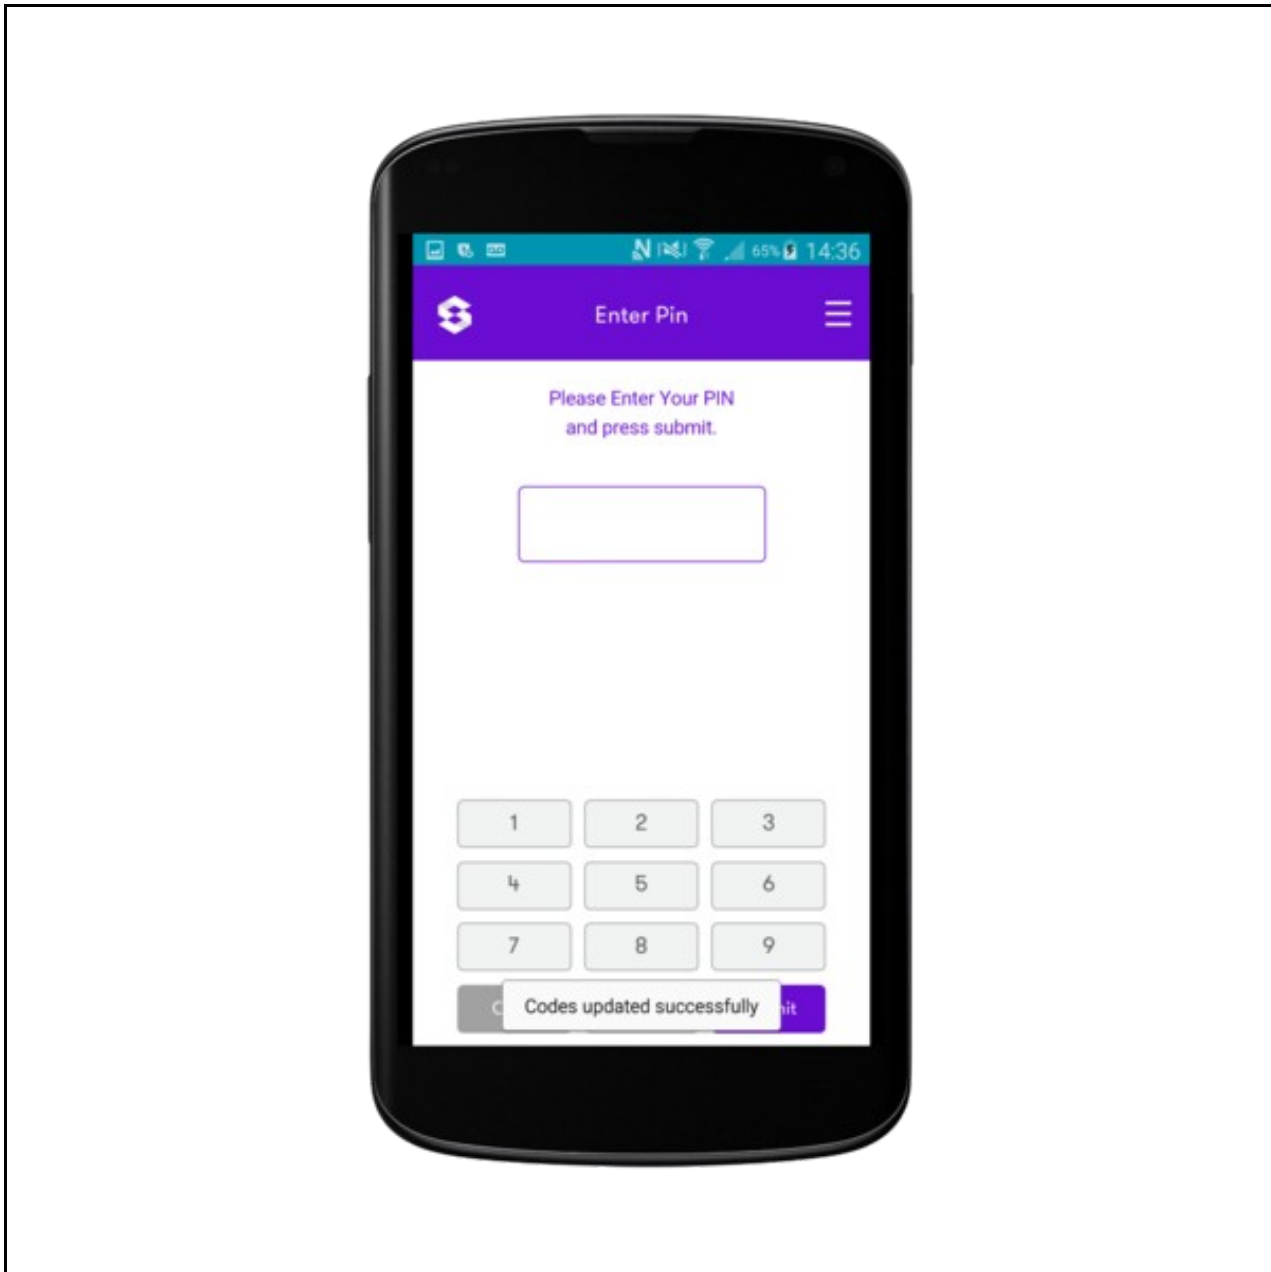 65% 14:36
Enter Pin
Please Enter Your PIN
and press submit.
1 2 3
4 5 6
7 8 9
Codes updated successfully